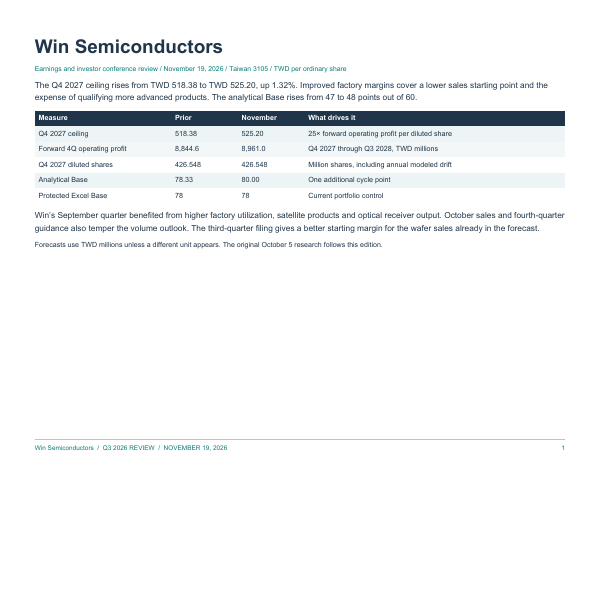 Win Semiconductors
Earnings and investor conference review / November 19, 2026 / Taiwan 3105 / TWD per ordinary share
The Q4 2027 ceiling rises from TWD 518.38 to TWD 525.20, up 1.32%. Improved factory margins cover a lower sales starting point and the
expense of qualifying more advanced products. The analytical Base rises from 47 to 48 points out of 60.
Measure Prior November What drives it
Q4 2027 ceiling 518.38 525.20 25× forward operating profit per diluted share
Forward 4Q operating profit 8,844.6 8,961.0 Q4 2027 through Q3 2028, TWD millions
Q4 2027 diluted shares 426.548 426.548 Million shares, including annual modeled drift
Analytical Base 78.33 80.00 One additional cycle point
Protected Excel Base 78 78 Current portfolio control
Win's September quarter benefited from higher factory utilization, satellite products and optical receiver output. October sales and fourth-quarter
guidance also temper the volume outlook. The third-quarter filing gives a better starting margin for the wafer sales already in the forecast.
Forecasts use TWD millions unless a different unit appears. The original October 5 research follows this edition.
Win Semiconductors / Q3 2026 REVIEW / NOVEMBER 19, 2026 1